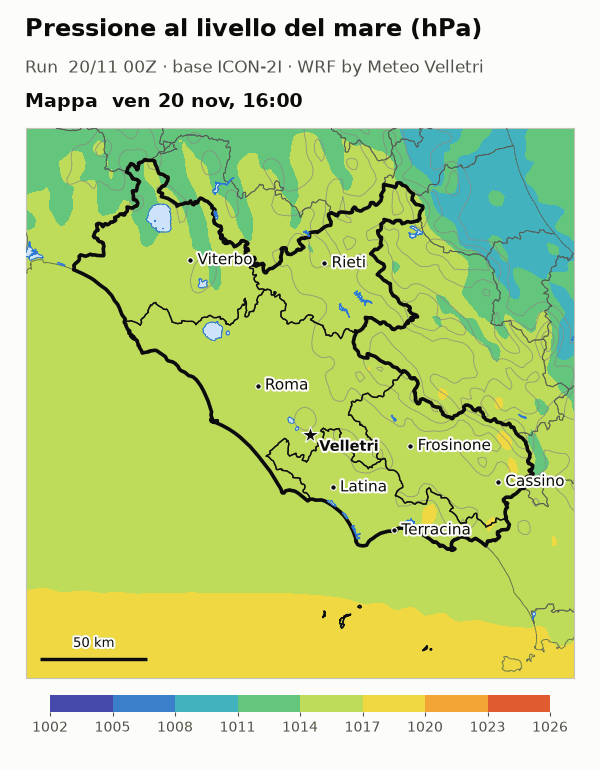 Pressione al livello del mare (hPa)
Run  20/11 00Z · base ICON-2I · WRF by Meteo Velletri
Mappa  ven 20 nov, 16:00
Viterbo
Rieti
Roma
Velletri
Frosinone
Cassino
Latina
Terracina
50 km
1002 1005 1008 1011 1014 1017 1020 1023 1026